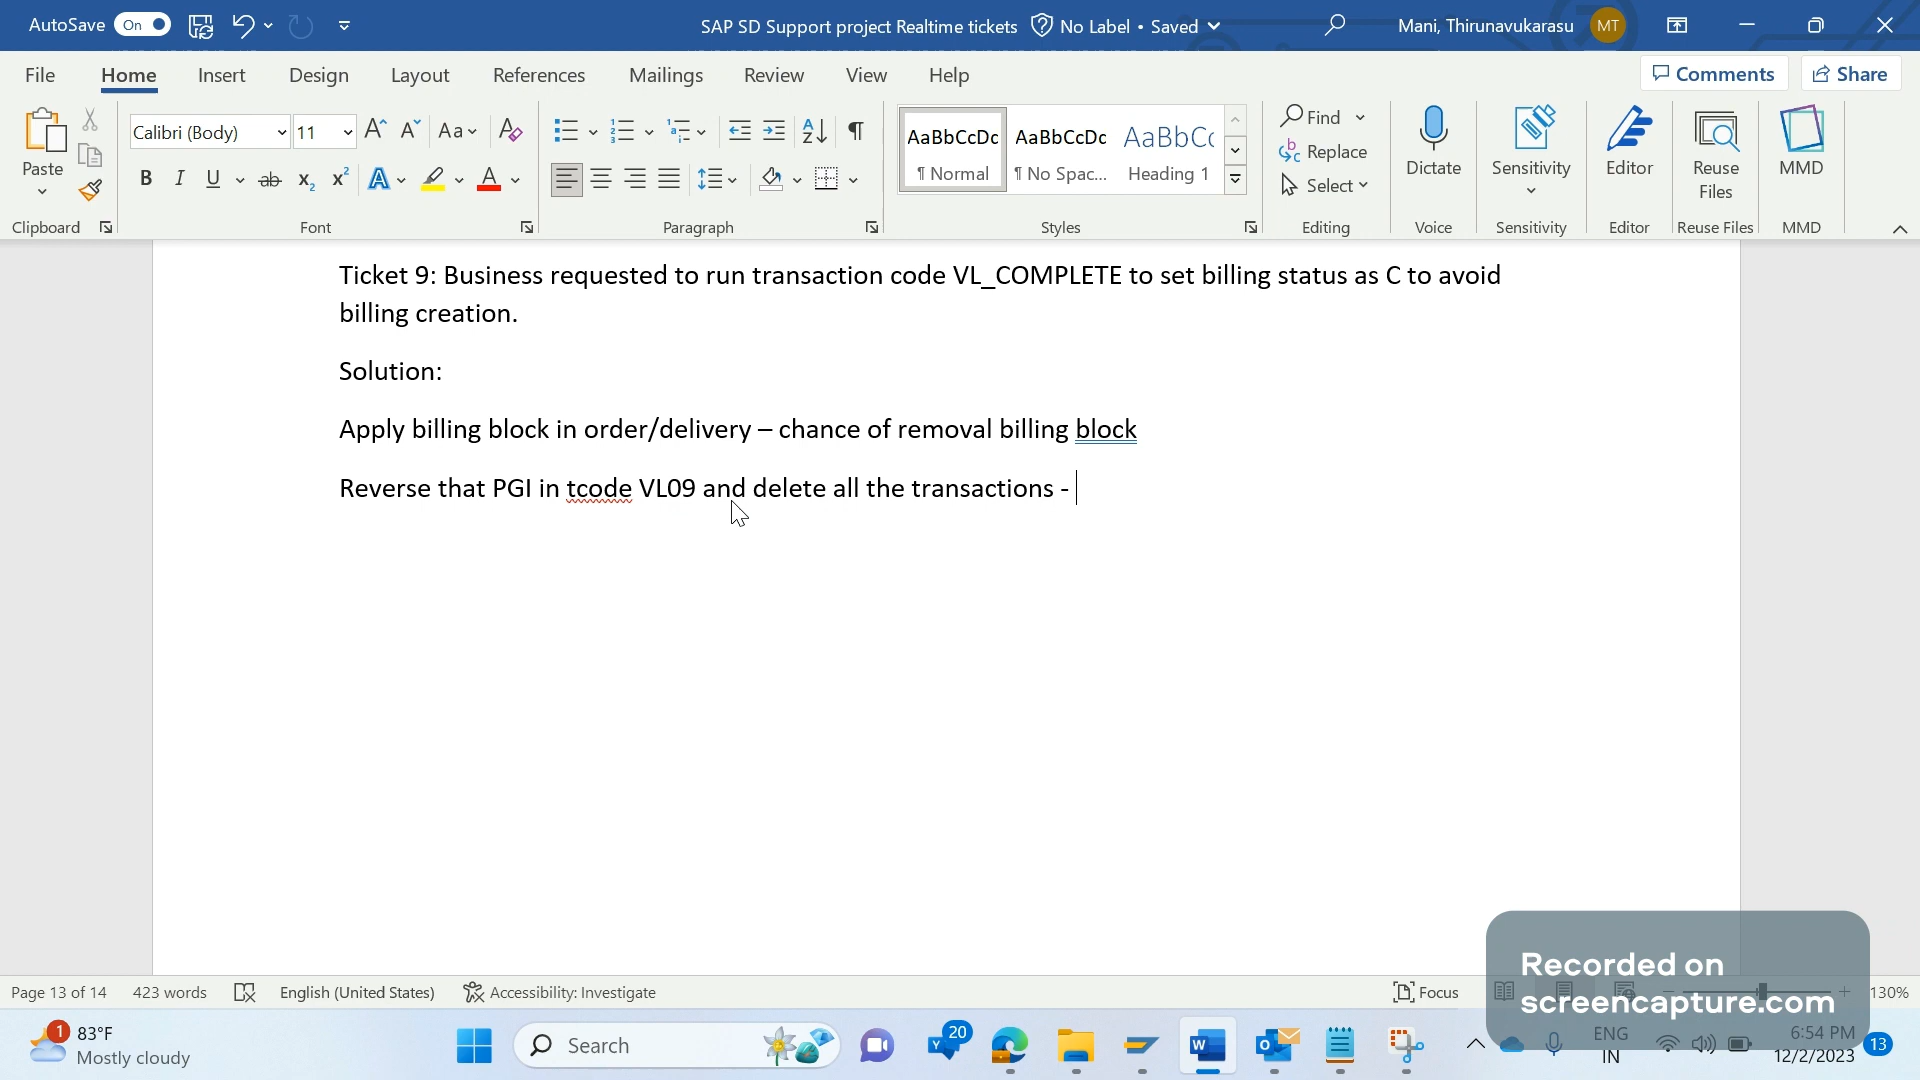 AutoSave On SAP SD Support project Realtime tickets No Label • Saved Mani, Thirunavukarasu MT
File Home Insert Design Layout References Mailings Review View Help Comments Share
Calibri (Body) 11 AaBbCcDc AaBbCcDc AaBbCc Find
Paste ¶ Normal ¶ No Spac... Heading 1 Replace Dictate Sensitivity Editor Reuse Files MMD
Select
Clipboard Font Paragraph Styles Editing Voice Sensitivity Editor Reuse Files MMD
Ticket 9: Business requested to run transaction code VL_COMPLETE to set billing status as C to avoid
billing creation.
Solution:
Apply billing block in order/delivery – chance of removal billing block
Reverse that PGI in tcode VL09 and delete all the transactions -
Recorded on
screencapture.com
Page 13 of 14 423 words English (United States) Accessibility: Investigate Focus 130%
1 83°F
Mostly cloudy
Search 20 ENG
IN
6:54 PM
12/2/2023
13